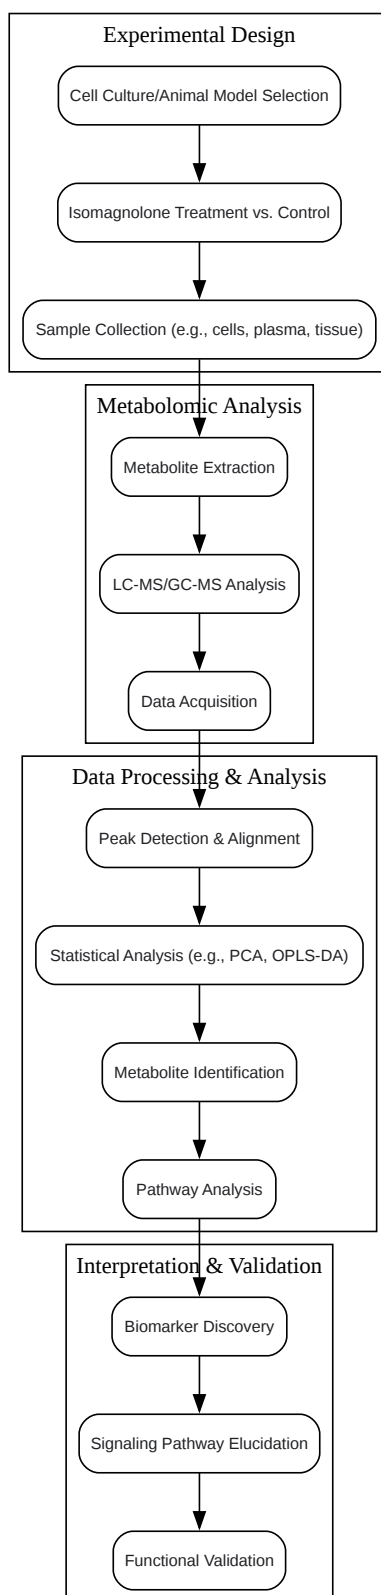 Experimental Design
Cell Culture/Animal Model Selection
Isomagnolone Treatment vs. Control
Sample Collection (e.g., cells, plasma, tissue)
Metabolomic Analysis
Metabolite Extraction
LC-MS/GC-MS Analysis
Data Acquisition
Data Processing & Analysis
Peak Detection & Alignment
Statistical Analysis (e.g., PCA, OPLS-DA)
Metabolite Identification
Pathway Analysis
Interpretation & Validation
Biomarker Discovery
Signaling Pathway Elucidation
Functional Validation